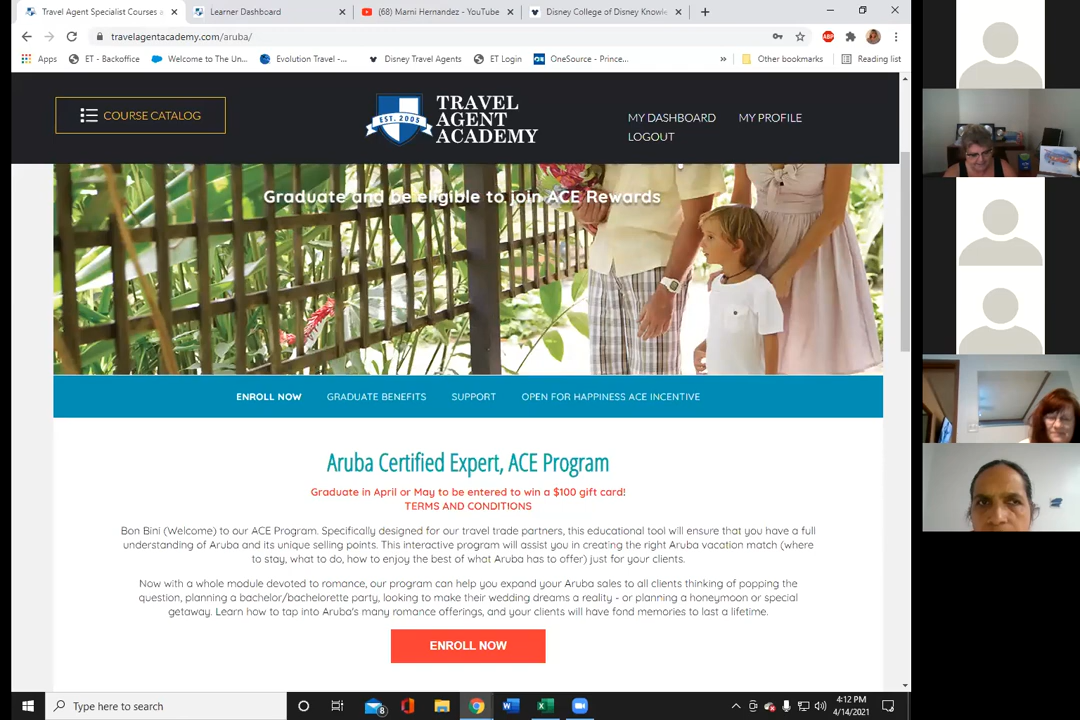 Travel Agent Specialist Courses
Learner Dashboard
(68) Marni Hernandez - YouTube
Disney College of Disney Knowle
travelagentacademy.com/aruba/
ABP
Apps
ET - Backoffice
Welcome to The Un...
Evolution Travel -...
Disney Travel Agents
ET Login
OneSource - Prince...
»
Other bookmarks
Reading list
COURSE CATALOG
EST. 2005
TRAVEL
AGENT
ACADEMY
MY DASHBOARD
MY PROFILE
LOGOUT
Graduate and be eligible to join ACE Rewards
ENROLL NOW
GRADUATE BENEFITS
SUPPORT
OPEN FOR HAPPINESS ACE INCENTIVE
Aruba Certified Expert, ACE Program
Graduate in April or May to be entered to win a $100 gift card!
TERMS AND CONDITIONS
Bon Bini (Welcome) to our ACE Program. Specifically designed for our travel trade partners, this educational tool will ensure that you have a full
understanding of Aruba and its unique selling points. This interactive program will assist you in creating the right Aruba vacation match (where
to stay, what to do, how to enjoy the best of what Aruba has to offer) just for your clients.
Now with a whole module devoted to romance, our program can help you expand your Aruba sales to all clients thinking of popping the
question, planning a bachelor/bachelorette party, looking to make their wedding dreams a reality - or planning a honeymoon or special
getaway. Learn how to tap into Aruba's many romance offerings, and your clients will have fond memories to last a lifetime.
ENROLL NOW
Type here to search
8
4:12 PM
4/14/2021